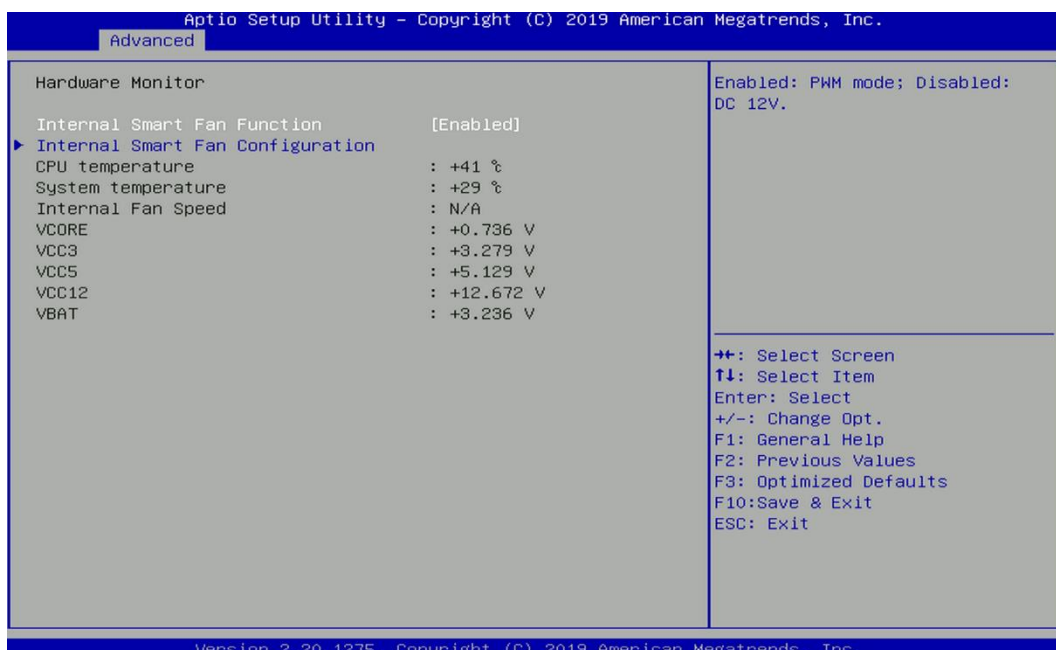 Aptio Setup Utility – Copyright (C) 2019 American Megatrends, Inc.
Advanced
Hardware Monitor
Internal Smart Fan Function [Enabled]
Internal Smart Fan Configuration
CPU temperature : +41 ℃
System temperature : +29 ℃
Internal Fan Speed : N/A
VCORE : +0.736 V
VCC3 : +3.279 V
VCC5 : +5.129 V
VCC12 : +12.672 V
VBAT : +3.236 V
Enabled: PWM mode; Disabled:
DC 12V.
→←: Select Screen
↑↓: Select Item
Enter: Select
+/-: Change Opt.
F1: General Help
F2: Previous Values
F3: Optimized Defaults
F10:Save & Exit
ESC: Exit
Version 2.20.1275. Copyright (C) 2019 American Megatrends, Inc.